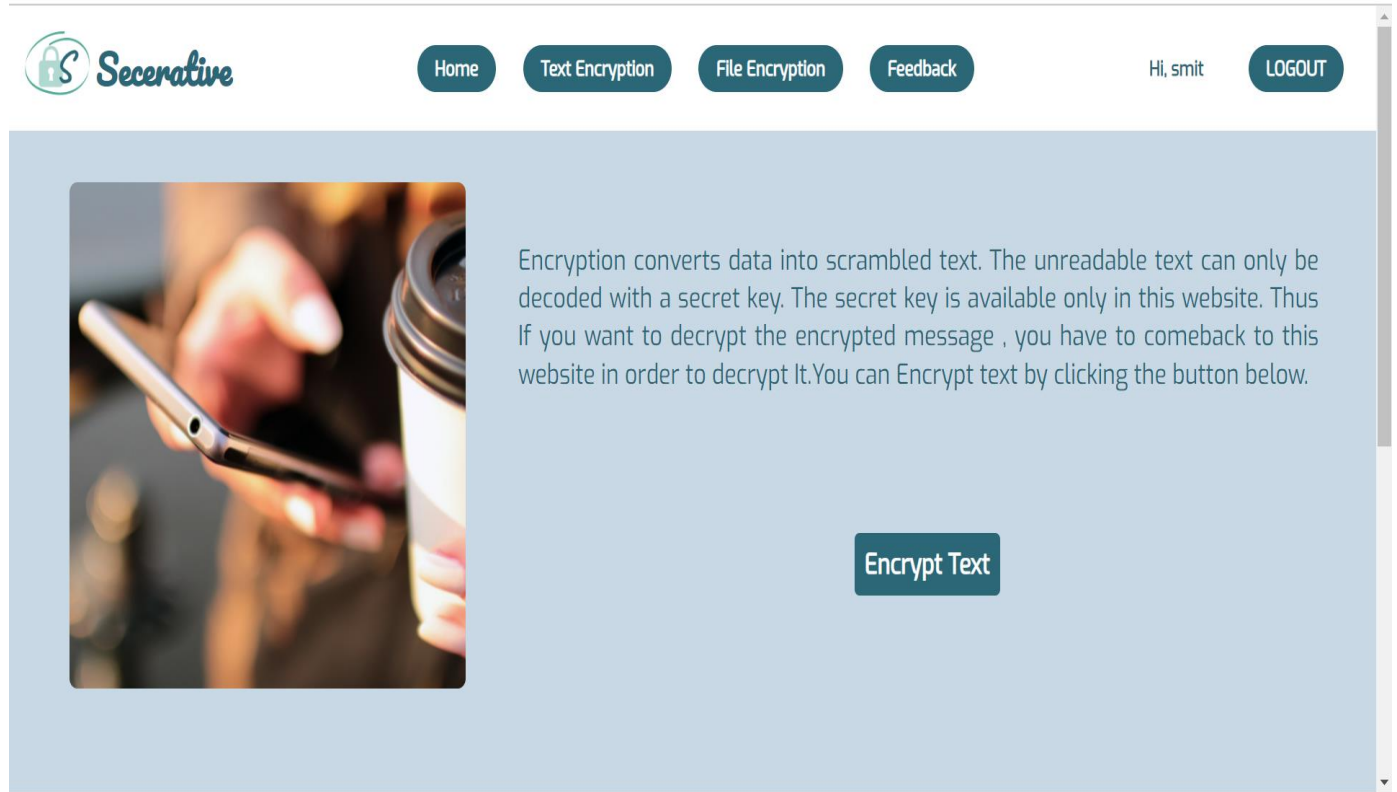 S Secerative
Home Text Encryption File Encryption Feedback Hi, smit LOGOUT
Encryption converts data into scrambled text. The unreadable text can only be
decoded with a secret key. The secret key is available only in this website. Thus
If you want to decrypt the encrypted message , you have to comeback to this
website in order to decrypt It.You can Encrypt text by clicking the button below.
Encrypt Text